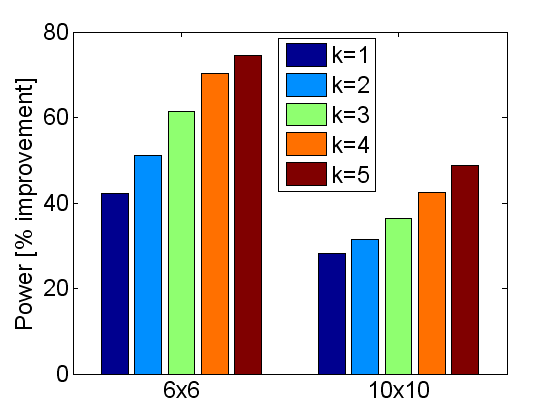 80
60
40
20
0
Power [% improvement]
k=1
k=2
k=3
k=4
k=5
6x6
10x10